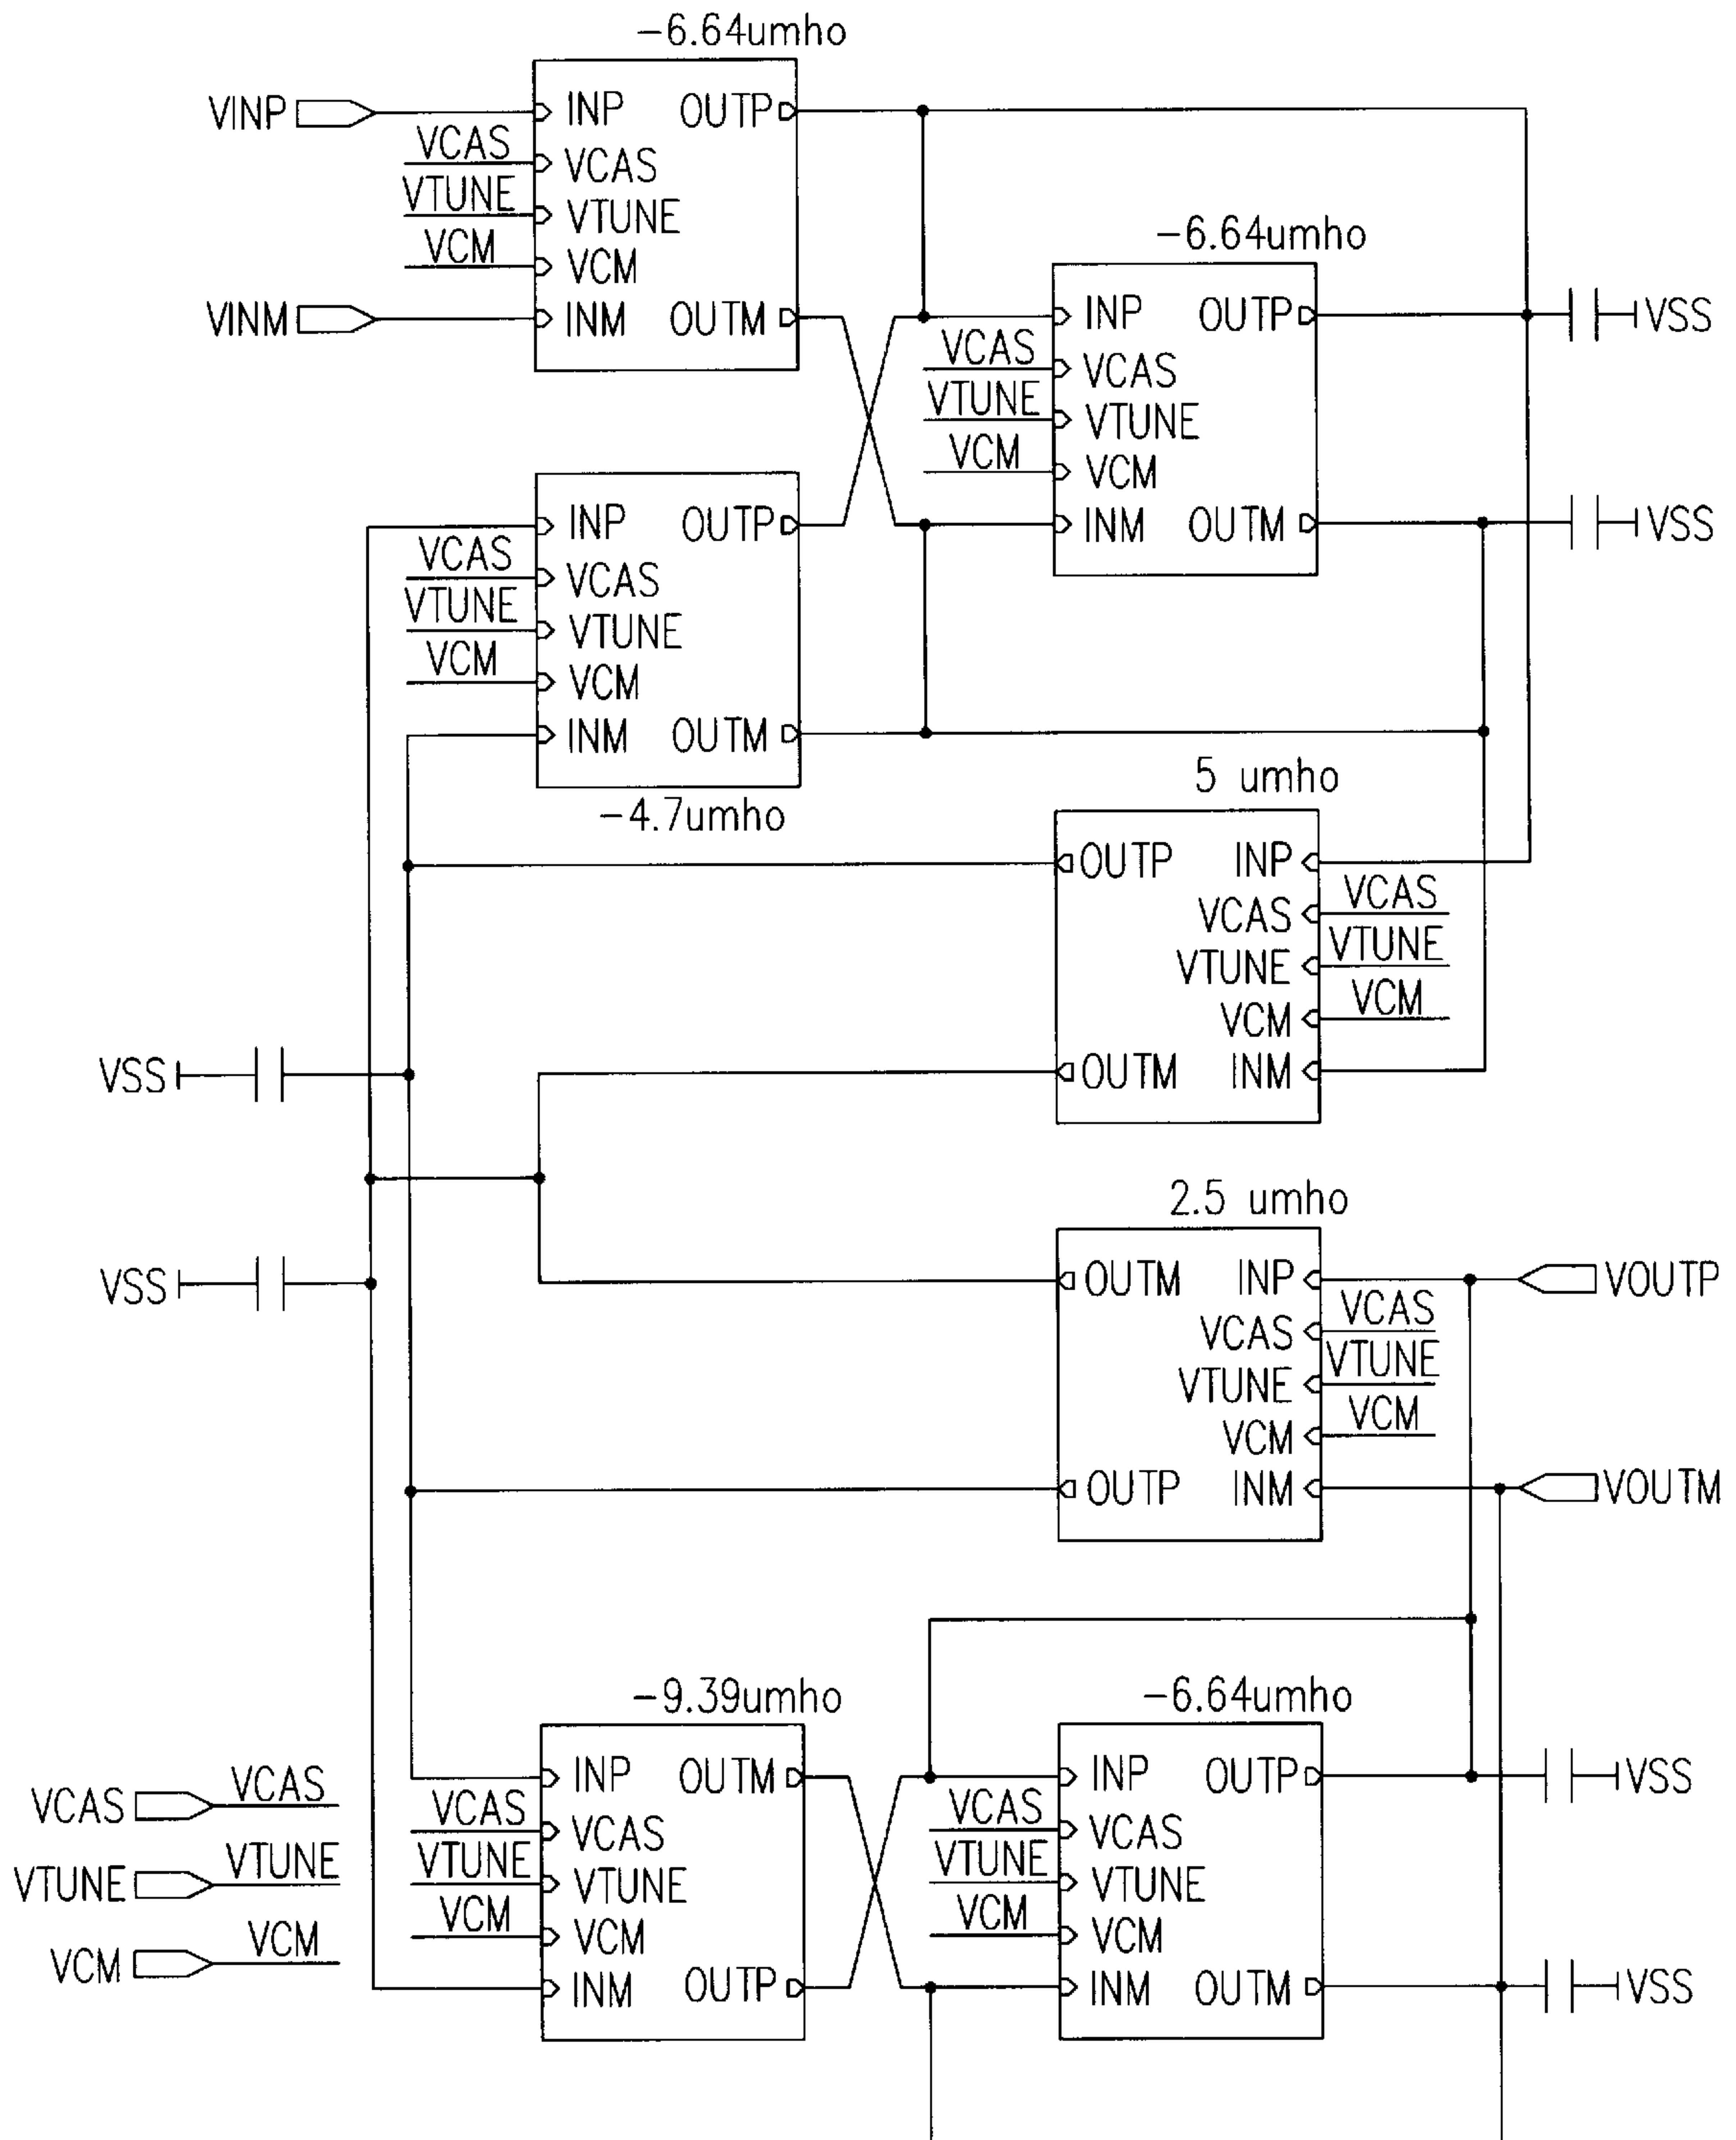 -6.64umho
VINP
INP OUTP
VCAS
VCAS
VTUNE
VTUNE
VCM
VCM
VINM
INM OUTM
-6.64umho
INP OUTP
VSS
VCAS
VCAS
VTUNE
VTUNE
VCM
VCM
INM OUTM
VSS
INP OUTP
VCAS
VCAS
VTUNE
VTUNE
VCM
VCM
INM OUTM
-4.7umho
5 umho
OUTP INP
VCAS
VCAS
VTUNE
VTUNE
VCM
VCM
OUTM INM
VSS
2.5 umho
VSS
OUTM INP
VOUTP
VCAS
VCAS
VTUNE
VTUNE
VCM
VCM
OUTP INM
VOUTM
-9.39umho
INP OUTM
VCAS
VCAS
VTUNE
VTUNE
VCM
VCM
INM OUTP
-6.64umho
INP OUTP
VSS
VCAS
VCAS
VTUNE
VTUNE
VCM
VCM
INM OUTM
VSS
VCAS
VCAS
VTUNE
VTUNE
VCM
VCM